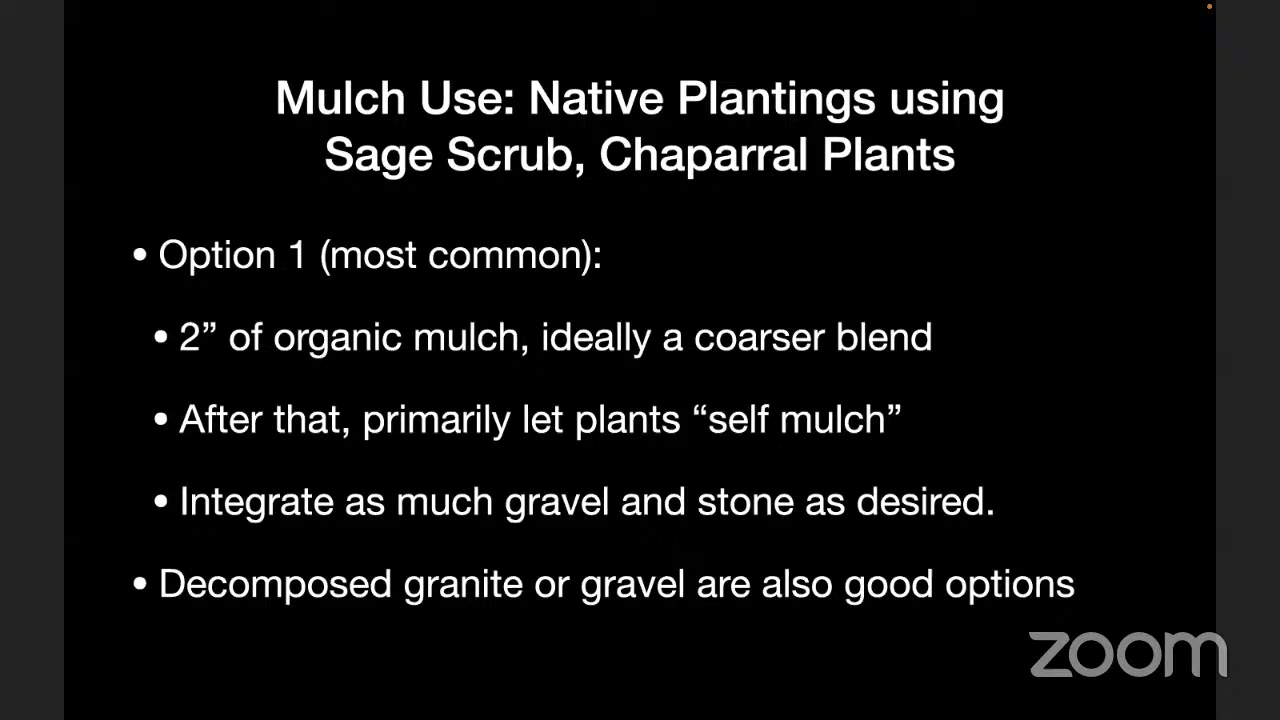 Mulch Use: Native Plantings using
Sage Scrub, Chaparral Plants
• Option 1 (most common):
• 2” of organic mulch, ideally a coarser blend
• After that, primarily let plants “self mulch”
• Integrate as much gravel and stone as desired.
• Decomposed granite or gravel are also good options
zoom